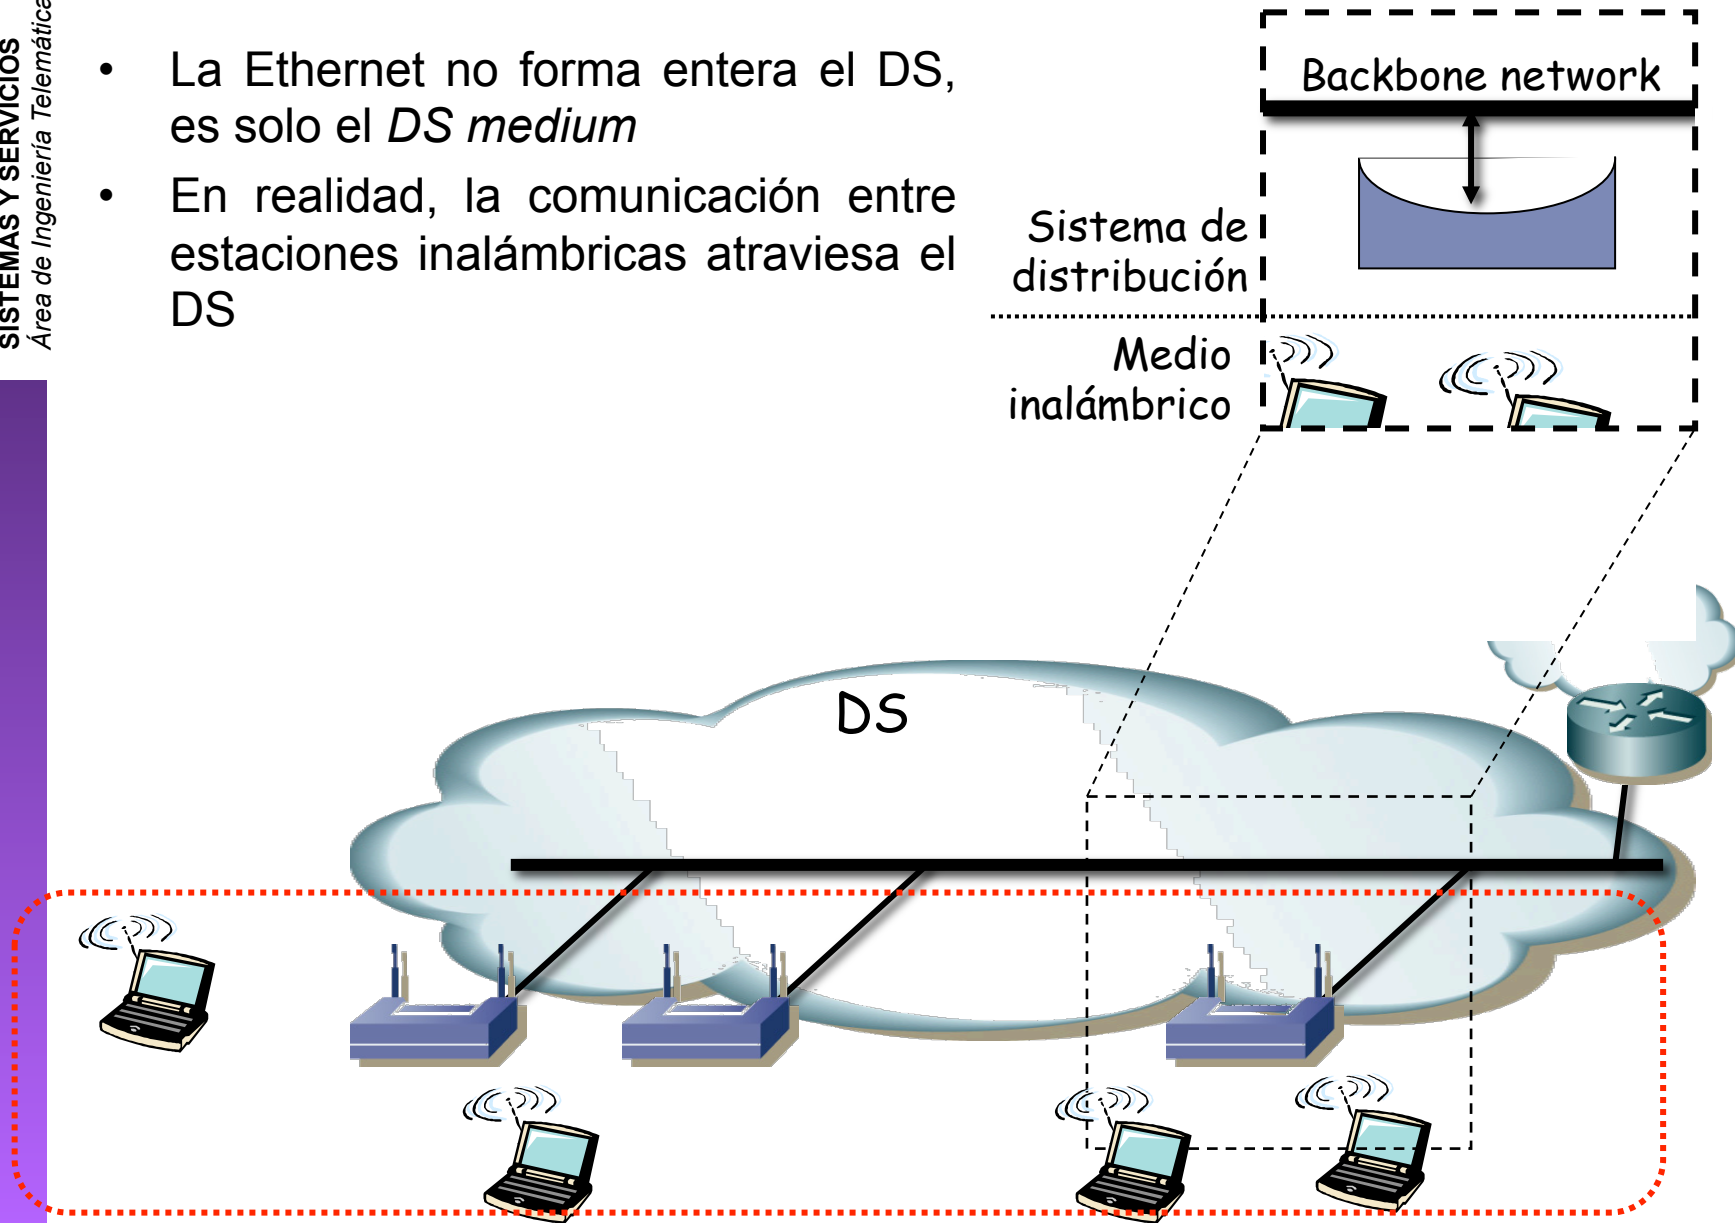 SISTEMAS Y SERVICIOS
Área de Ingeniería Telemática
• La Ethernet no forma entera el DS,
es solo el DS medium
• En realidad, la comunicación entre
estaciones inalámbricas atraviesa el
DS
Backbone network
Sistema de
distribución
Medio
inalámbrico
DS